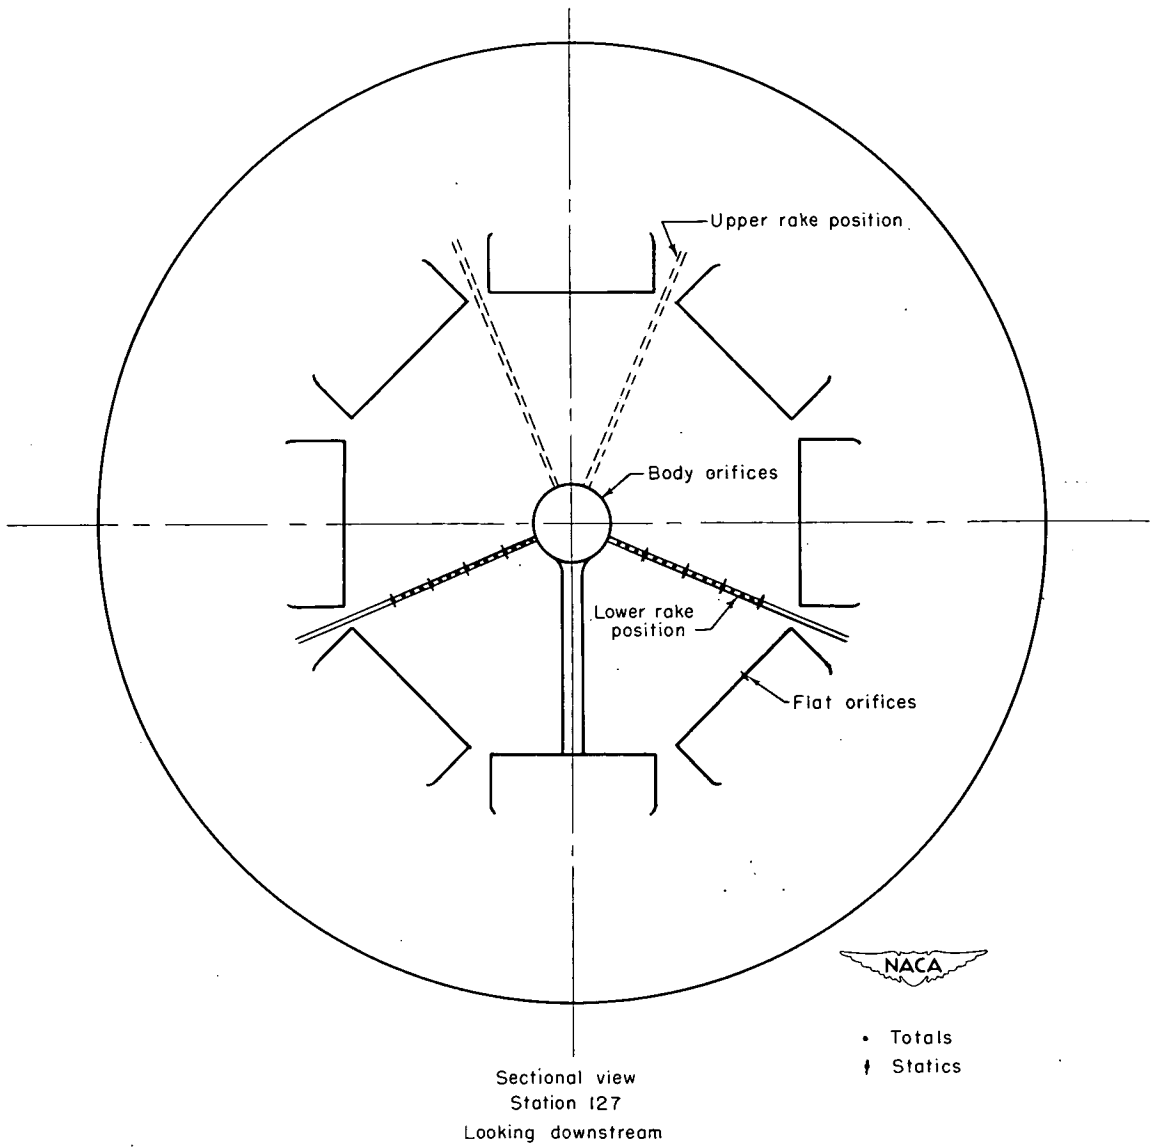 Upper rake position
Body orifices
Lower rake
position
Flat orifices
NACA
Totals
Statics
Sectional view
Station 127
Looking downstream